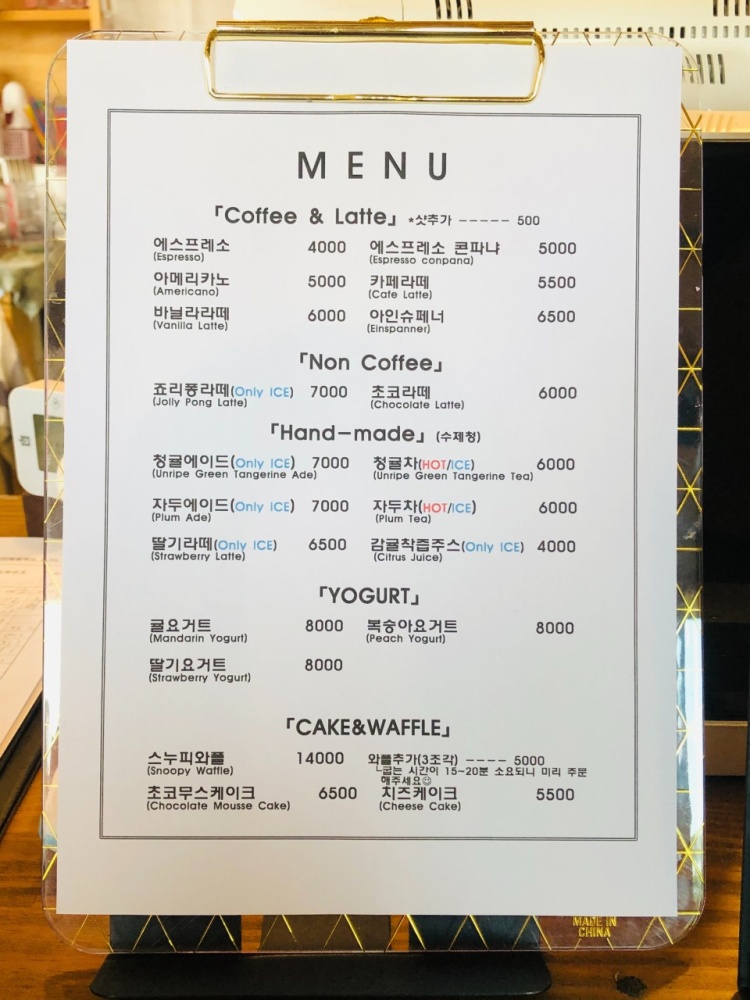 MENU
「Coffee & Latte」 *샷추가 ----- 500
에스프레소 4000 에스프레소 콘파냐 5000
(Espresso) (Espresso conpana)
아메리카노 5000 카페라떼 5500
(Americano) (Cafe Latte)
바닐라라떼 6000 아인슈페너 6500
(Vanilla Latte) (Einspanner)
「Non Coffee」
죠리퐁라떼(Only ICE) 7000 초코라떼 6000
(Jolly Pong Latte) (Chocolate Latte)
「Hand-made」 (수제청)
청귤에이드(Only ICE) 7000 청귤차(HOT/ICE) 6000
(Unripe Green Tangerine Ade) (Unripe Green Tangerine Tea)
자두에이드(Only ICE) 7000 자두차(HOT/ICE) 6000
(Plum Ade) (Plum Tea)
딸기라떼(Only ICE) 6500 감귤착즙주스(Only ICE) 4000
(Strawberry Latte) (Citrus Juice)
「YOGURT」
귤요거트 8000 복숭아요거트 8000
(Mandarin Yogurt) (Peach Yogurt)
딸기요거트 8000
(Strawberry Yogurt)
「CAKE&WAFFLE」
스누피와플 14000 와플추가(3조각) ---- 5000
(Snoopy Waffle) └굽는 시간이 15~20분 소요되니 미리 주문
해주세요☺
초코무스케이크 6500 치즈케이크 5500
(Chocolate Mousse Cake) (Cheese Cake)
MADE IN
CHINA